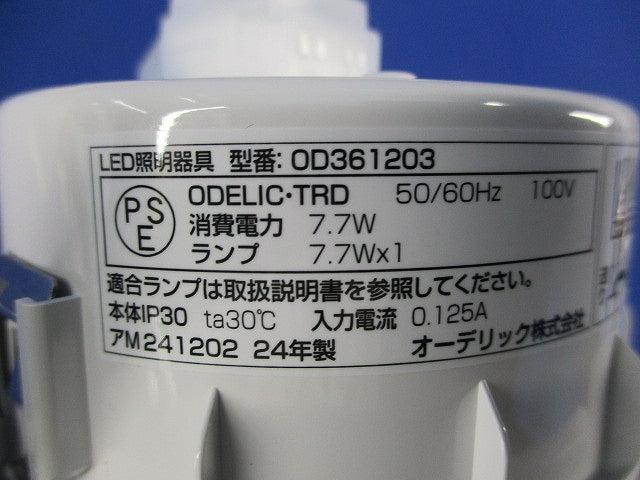 LED照明器具 型番: OD361203
PSE ODELIC・TRD 50/60Hz 100V
消費電力 7.7W
ランプ 7.7Wx1
適合ランプは取扱説明書を参照してください。
本体IP30 ta30℃ 入力電流 0.125A
アM241202 24年製 オーデリック株式会社